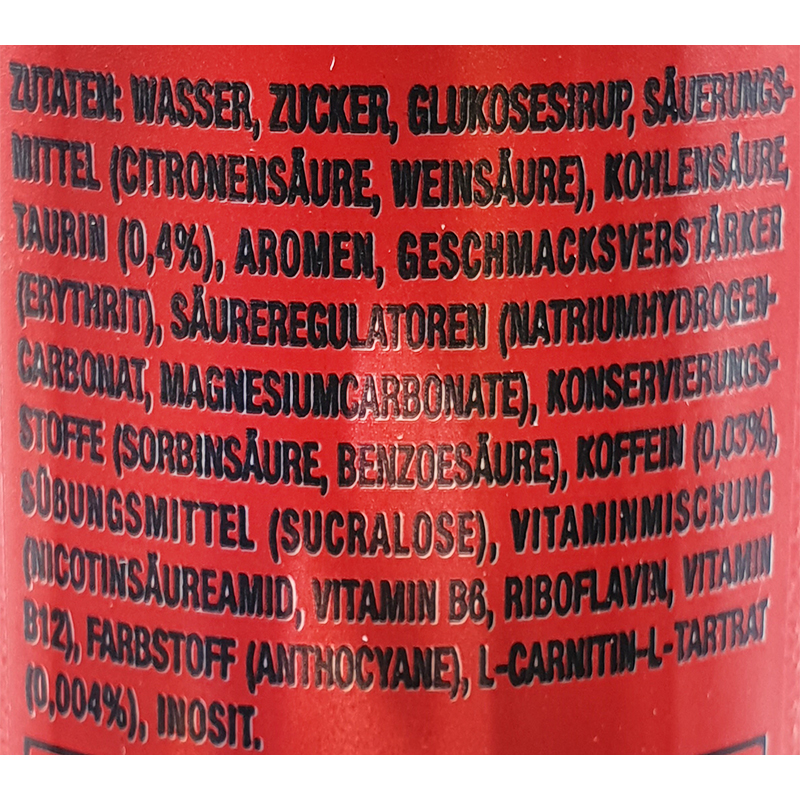 ZUTATEN: WASSER, ZUCKER, GLUKOSESIRUP, SÄUERUNGS-
MITTEL (CITRONENSÄURE, WEINSÄURE), KOHLENSÄURE,
TAURIN (0,4%), AROMEN, GESCHMACKSVERSTÄRKER
(ERYTHRIT), SÄUREREGULATOREN (NATRIUMHYDROGEN-
CARBONAT, MAGNESIUMCARBONATE), KONSERVIERUNGS-
STOFFE (SORBINSÄURE, BENZOESÄURE), KOFFEIN (0,03%),
SÜßUNGSMITTEL (SUCRALOSE), VITAMINMISCHUNG
(NICOTINSÄUREAMID, VITAMIN B6, RIBOFLAVIN, VITAMIN
B12), FARBSTOFF (ANTHOCYANE), L-CARNITIN-L-TARTRAT
(0,004%), INOSIT.